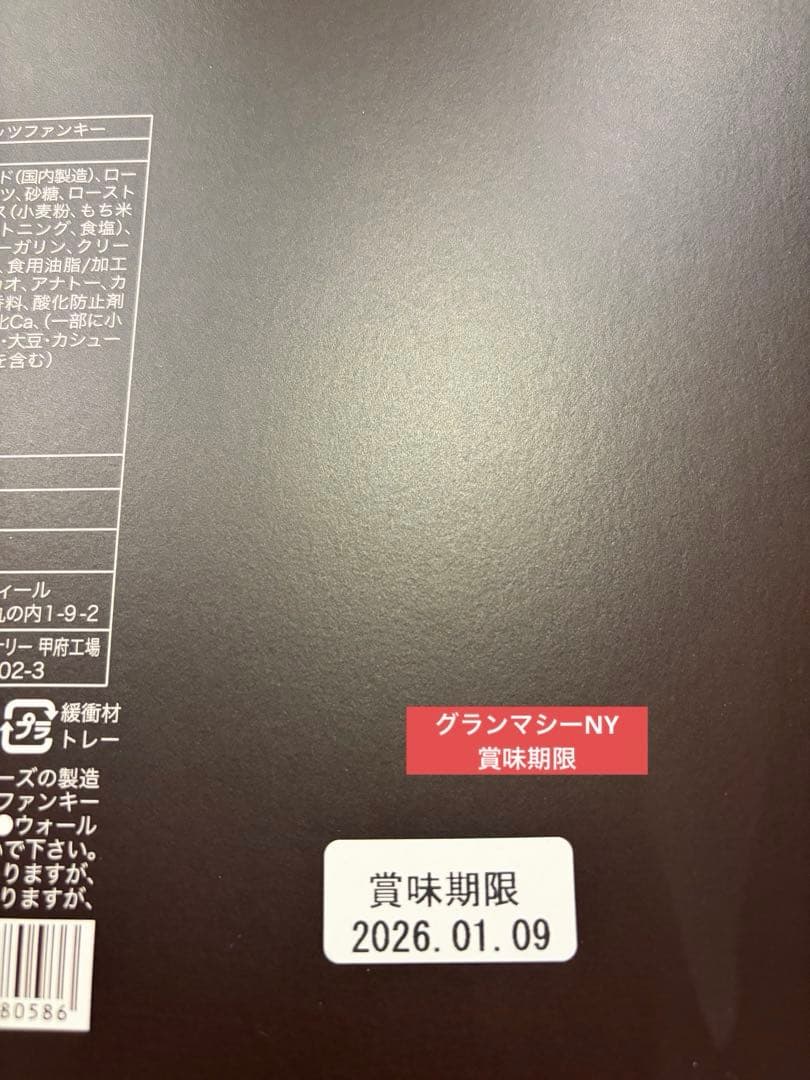 ッツファンキー
ド(国内製造)、ロー
ツ、砂糖、ロースト
ス(小麦粉、もち米
トニング、食塩)、
ーガリン、クリー
、食用油脂/加工
カオ、アナトー、カ
香料、酸化防止剤
化Ca、(一部に小
・大豆・カシュー
を含む)
ィール
丸の内1-9-2
ナリー 甲府工場
02-3
プラ
緩衝材
トレー
ーズの製造
ファンキー
●ウォール
いで下さい。
りますが、
りますが、
80586
グランマシーNY
賞味期限
賞味期限
2026.01.09